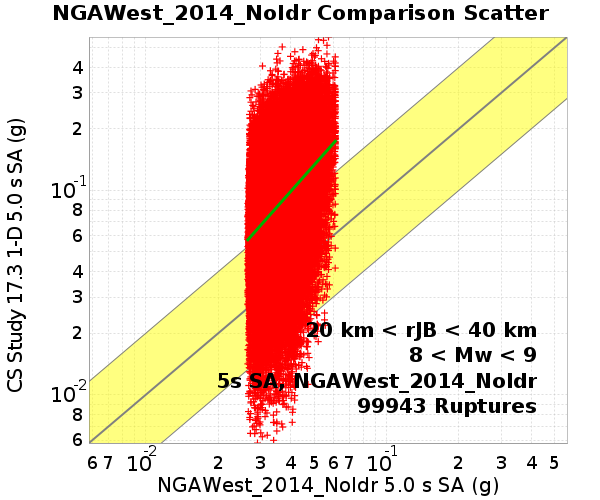 NGAWest_2014_NoIdr Comparison Scatter
CS Study 17.3 1-D 5.0 s SA (g)
4
3
2
10-1
8
6
4
3
2
10-2
8
6
20 km < rJB < 40 km
8 < Mw < 9
5s SA, NGAWest_2014_NoIdr
99943 Ruptures
6 7 10-2 2 3 4 5 6 7 10-1 2 3 4 5
NGAWest_2014_NoIdr 5.0 s SA (g)